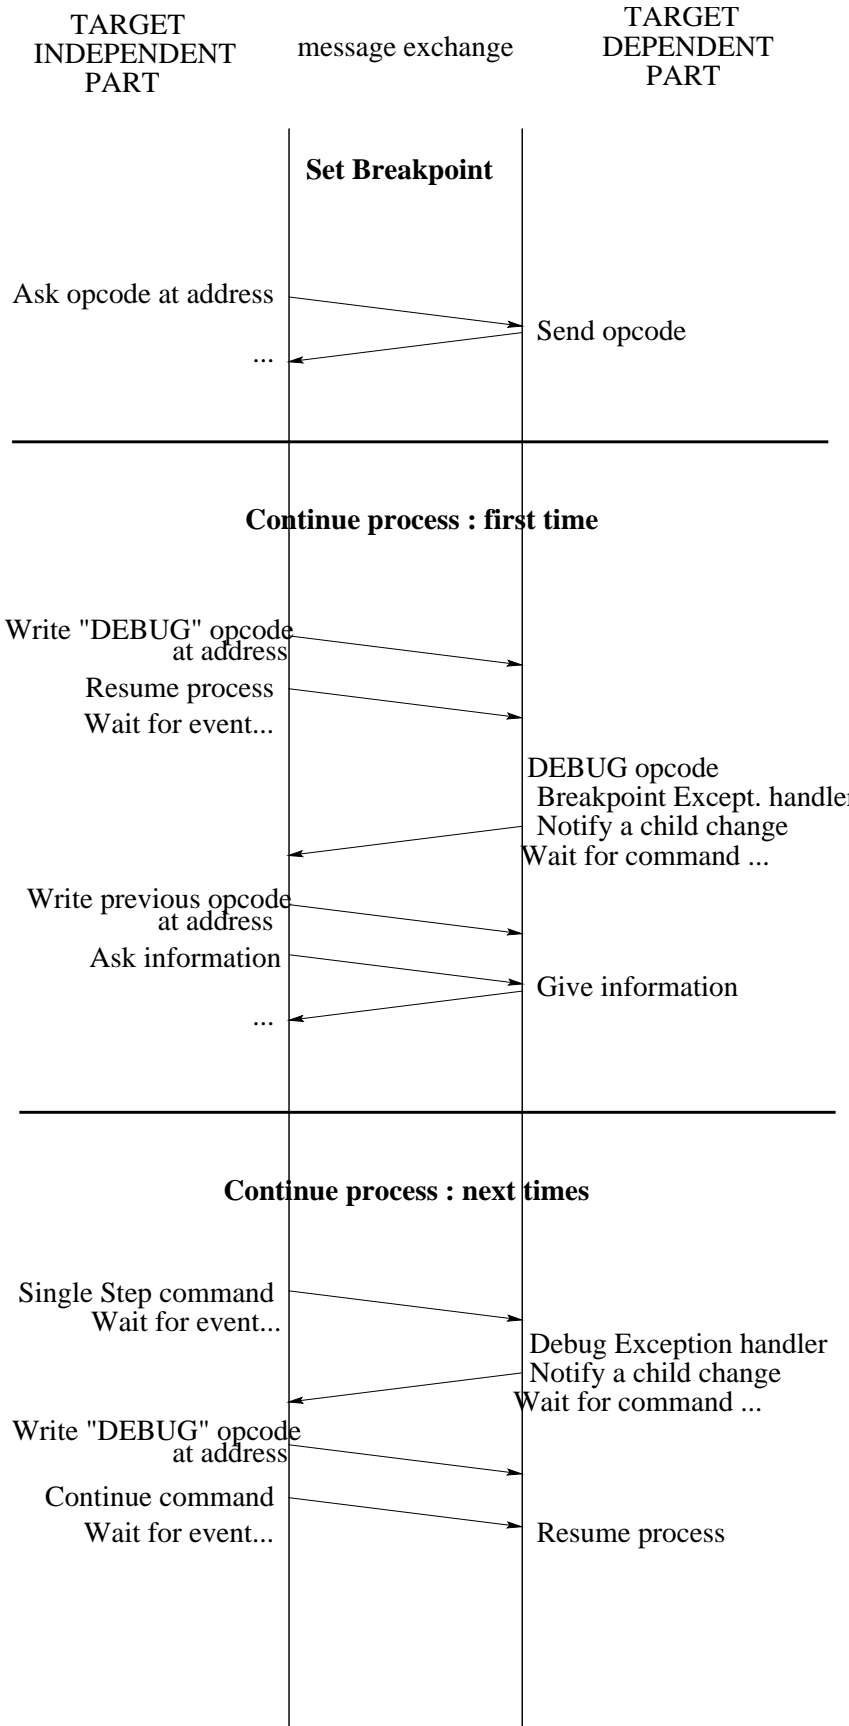 TARGET
INDEPENDENT
PART
message exchange
TARGET
DEPENDENT
PART
Set Breakpoint
Ask opcode at address
Send opcode
...
Continue process : first time
Write "DEBUG" opcode
at address
Resume process
Wait for event...
DEBUG opcode
Breakpoint Except. handler
Notify a child change
Wait for command ...
Write previous opcode
at address
Ask information
Give information
...
Continue process : next times
Single Step command
Wait for event...
Debug Exception handler
Notify a child change
Wait for command ...
Write "DEBUG" opcode
at address
Continue command
Wait for event...
Resume process